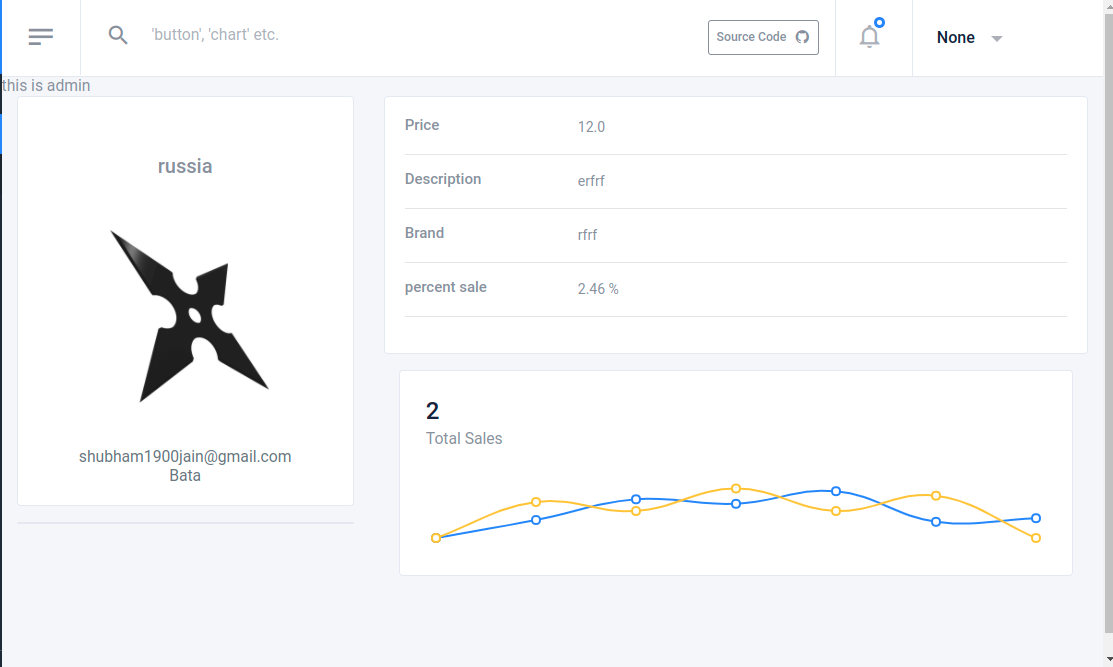 'button', 'chart' etc.
Source Code
None
this is admin
russia
shubham1900jain@gmail.com
Bata
Price 12.0
Description erfrf
Brand rfrf
percent sale 2.46 %
2
Total Sales